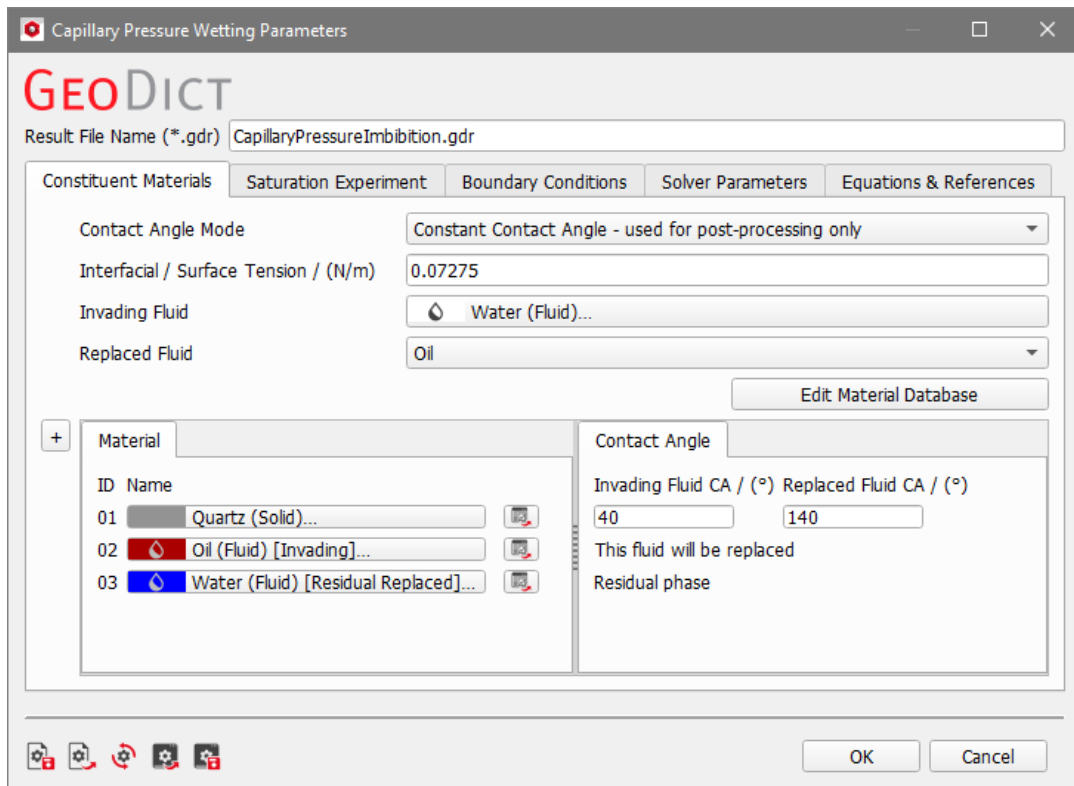 Capillary Pressure Wetting Parameters
GEODICT
Result File Name (*.gdr) CapillaryPressureImbibition.gdr
Constituent Materials Saturation Experiment Boundary Conditions Solver Parameters Equations & References
Contact Angle Mode Constant Contact Angle - used for post-processing only
Interfacial / Surface Tension / (N/m) 0.07275
Invading Fluid Water (Fluid)...
Replaced Fluid Oil
Edit Material Database
+ Material Contact Angle
ID Name Invading Fluid CA / (°) Replaced Fluid CA / (°)
01 Quartz (Solid)... 40 140
02 Oil (Fluid) [Invading]... This fluid will be replaced
03 Water (Fluid) [Residual Replaced]... Residual phase
OK Cancel